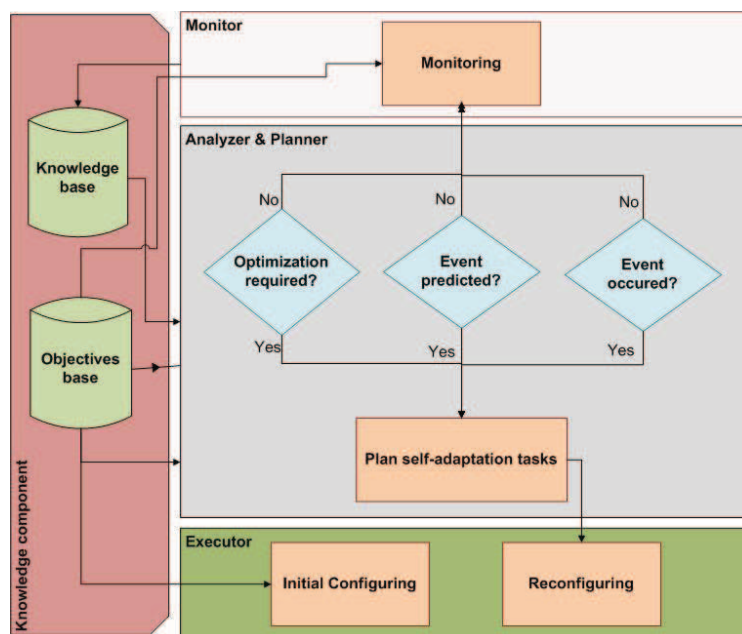 Monitor
Monitoring
Knowledge
base
Analyzer & Planner
No
No
No
Optimization
required?
Event
predicted?
Event
occured?
Yes
Yes
Yes
Objectives
base
Plan self-adaptation tasks
Knowledge component
Executor
Initial Configuring
Reconfiguring